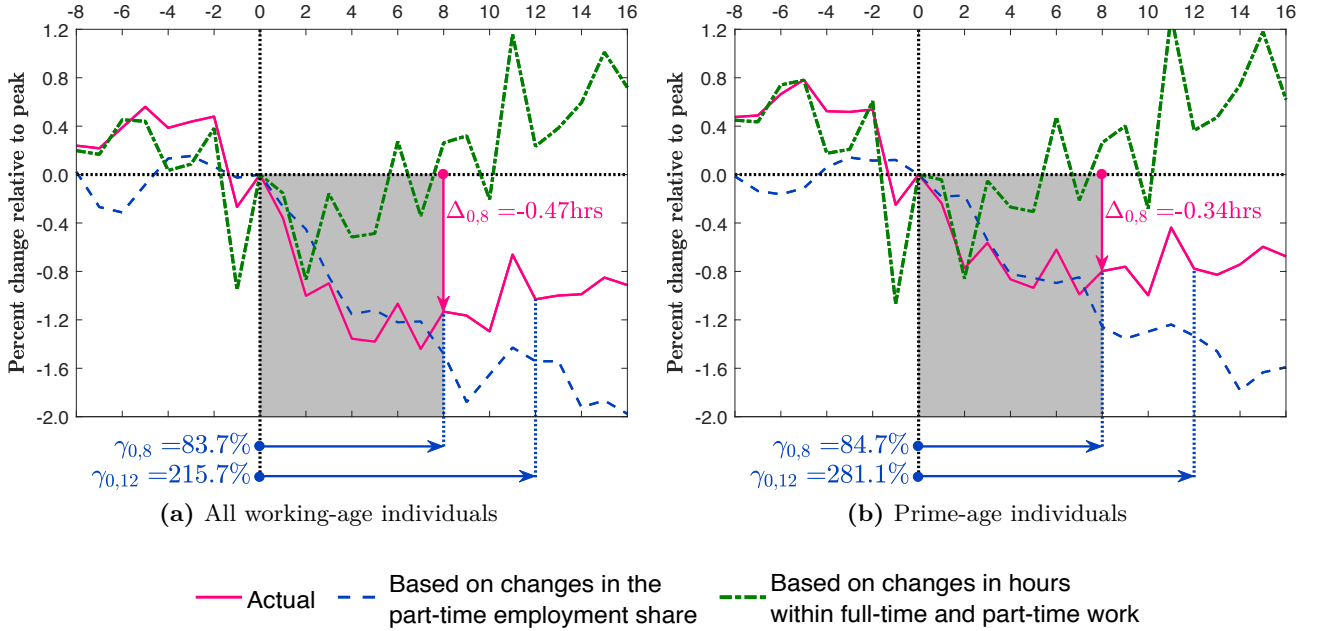 -8 -6 -4 -2 0 2 4 6 8 10 12 14 16
1.2
0.8
0.4
0.0
-0.4
-0.8
-1.2
-1.6
-2.0
Percent change relative to peak
Δ0,8 =-0.47hrs
γ0,8 =83.7%
γ0,12 =215.7%
(a) All working-age individuals
-8 -6 -4 -2 0 2 4 6 8 10 12 14 16
1.2
0.8
0.4
0.0
-0.4
-0.8
-1.2
-1.6
-2.0
Percent change relative to peak
Δ0,8 =-0.34hrs
γ0,8 =84.7%
γ0,12 =281.1%
(b) Prime-age individuals
Actual
Based on changes in the
part-time employment share
Based on changes in hours
within full-time and part-time work